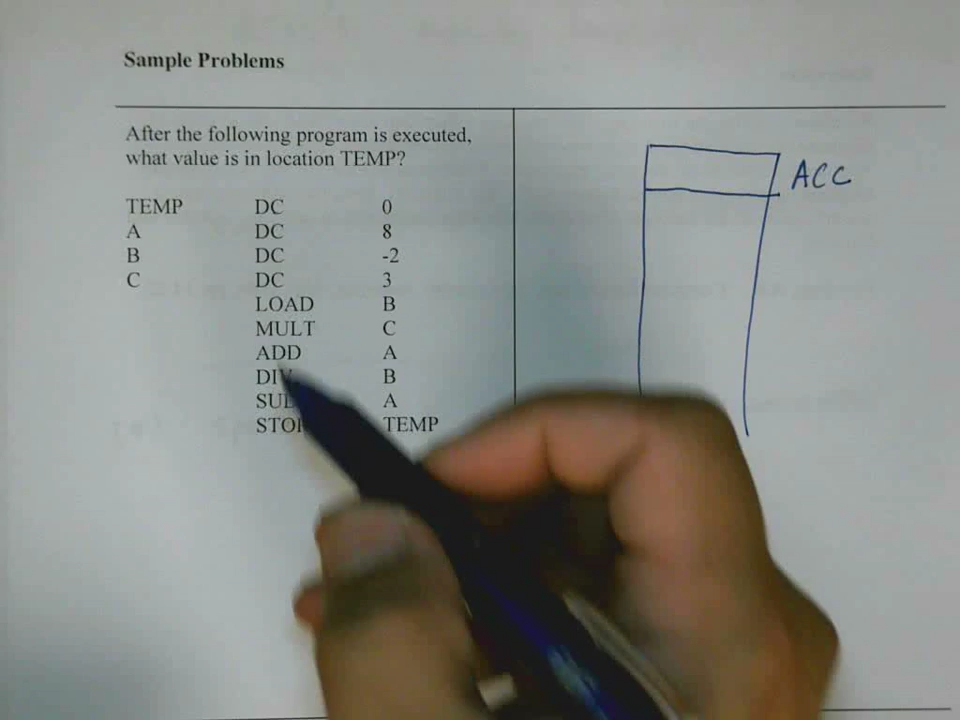 Sample Problems
After the following program is executed,
what value is in location TEMP?
ACC
TEMP DC 0
A DC 8
B DC -2
C DC 3
LOAD B
MULT C
ADD A
B
A
TEMP